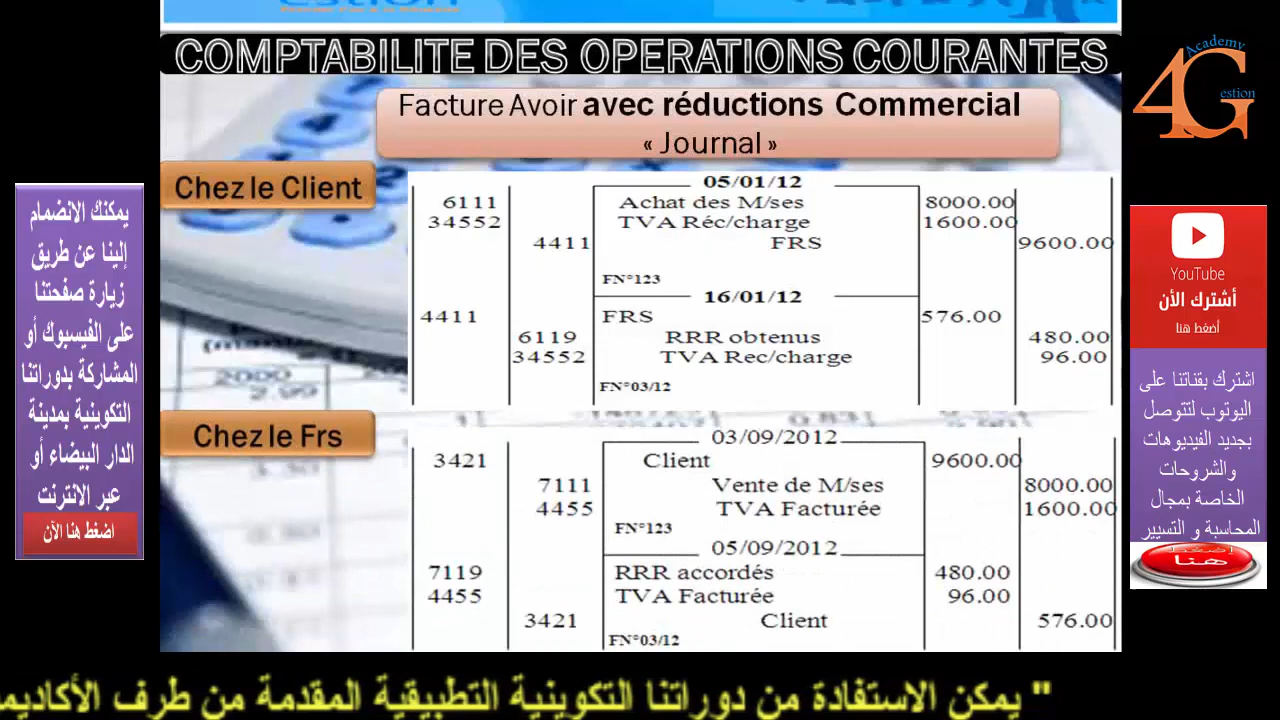 COMPTABILITE DES OPERATIONS COURANTES
Facture Avoir avec réductions Commercial
« Journal »
Chez le Client
05/01/12
6111 Achat des M/ses 8000.00
34552 TVA Réc/charge 1600.00
4411 FRS 9600.00
FN°123
16/01/12
4411 FRS 576.00
6119 RRR obtenus 480.00
34552 TVA Rec/charge 96.00
FN°03/12
Chez le Frs
03/09/2012
3421 Client 9600.00
7111 Vente de M/ses 8000.00
4455 TVA Facturée 1600.00
FN°123
05/09/2012
7119 RRR accordés 480.00
4455 TVA Facturée 96.00
3421 Client 576.00
FN°03/12
يمكنك الانضمام
إلينا عن طريق
زيارة صفحتنا
على الفيسبوك أو
المشاركة بدوراتنا
التكوينية بمدينة
الدار البيضاء أو
عبر الانترنت
اضغط هنا الآن
Academy
4Gestion
YouTube
أشترك الأن
أضغط هنا
اشترك بقناتنا على
اليوتوب لتتوصل
بجديد الفيديوهات
والشروحات
الخاصة بمجال
المحاسبة و التسيير
إضغط
هنا
2000
2.99
" يمكن الاستفادة من دوراتنا التكوينية التطبيقية المقدمة من طرف